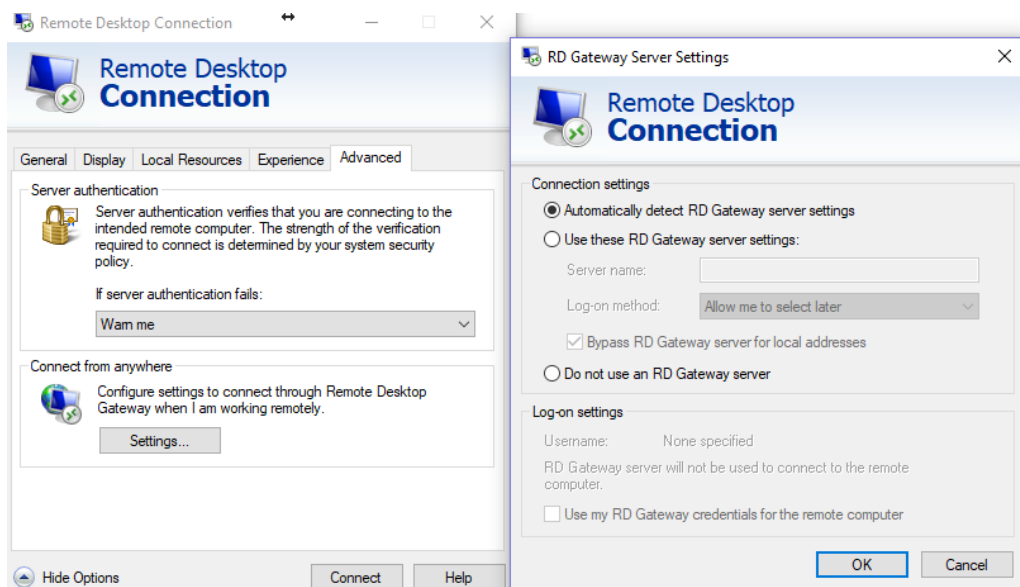 Remote Desktop Connection
Remote Desktop
Connection
General Display Local Resources Experience Advanced
Server authentication
Server authentication verifies that you are connecting to the
intended remote computer. The strength of the verification
required to connect is determined by your system security
policy.
If server authentication fails:
Warn me
Connect from anywhere
Configure settings to connect through Remote Desktop
Gateway when I am working remotely.
Settings...
Hide Options Connect Help
RD Gateway Server Settings
Remote Desktop
Connection
Connection settings
Automatically detect RD Gateway server settings
Use these RD Gateway server settings:
Server name:
Log-on method: Allow me to select later
Bypass RD Gateway server for local addresses
Do not use an RD Gateway server
Log-on settings
Username: None specified
RD Gateway server will not be used to connect to the remote
computer.
Use my RD Gateway credentials for the remote computer
OK Cancel